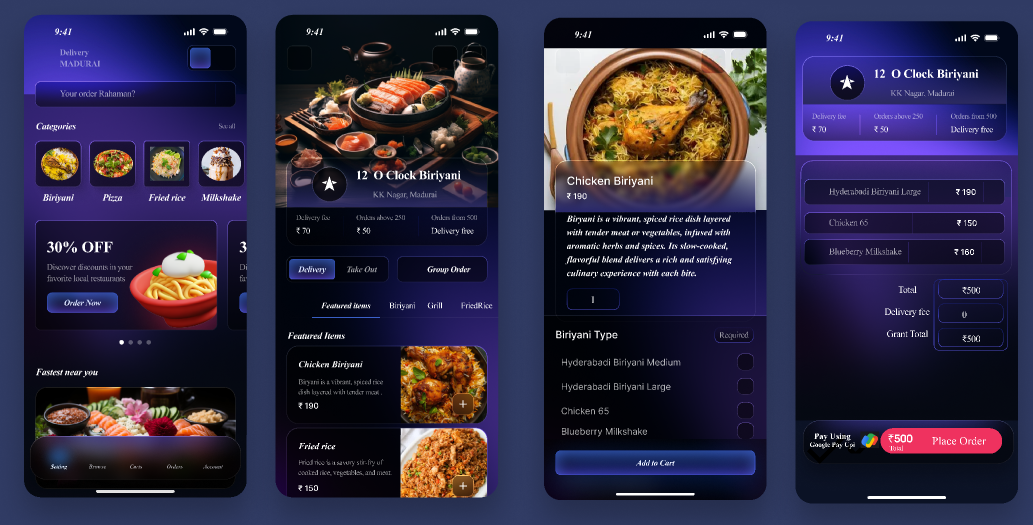 9:41
Delivery
MADURAI
Your order Rahaman?
Categories
See all
Biriyani
Pizza
Fried rice
Milkshake
30% OFF
Discover discounts in your
favorite local restaurants
Order Now
3
Di
fa
Fastest near you
Browse
Carts
Orders
Account
9:41
12 O Clock Biriyani
KK Nagar, Madurai
Delivery fee
Orders above 250
Orders from 500
₹ 70
₹ 50
Delivery free
Delivery
Take Out
Group Order
Featured items
Biriyani
Grill
FriedRice
Featured Items
Chicken Biriyani
Biryani is a vibrant, spiced rice
dish layered with tender meat .
₹ 190
+
Fried rice
Fried rice is a savory stir-fry of
cooked rice, vegetables, and meat.
₹ 150
+
9:41
Chicken Biriyani
₹ 190
Biryani is a vibrant, spiced rice dish layered
with tender meat or vegetables, infused with
aromatic herbs and spices. Its slow-cooked,
flavorful blend delivers a rich and satisfying
culinary experience with each bite.
1
Biriyani Type
Required
Hyderabadi Biriyani Medium
Hyderabadi Biriyani Large
Chicken 65
Blueberry Milkshake
Add to Cart
9:41
12 O Clock Biriyani
KK Nagar, Madurai
Delivery fee
Orders above 250
Orders from 500
₹ 70
₹ 50
Delivery free
Hyderabadi Biriyani Large
₹ 190
Chicken 65
₹ 150
Blueberry Milkshake
₹ 160
Total
₹500
Delivery fee
0
Grant Total
₹500
Pay Using
Google Pay Upi
₹500
Total
Place Order